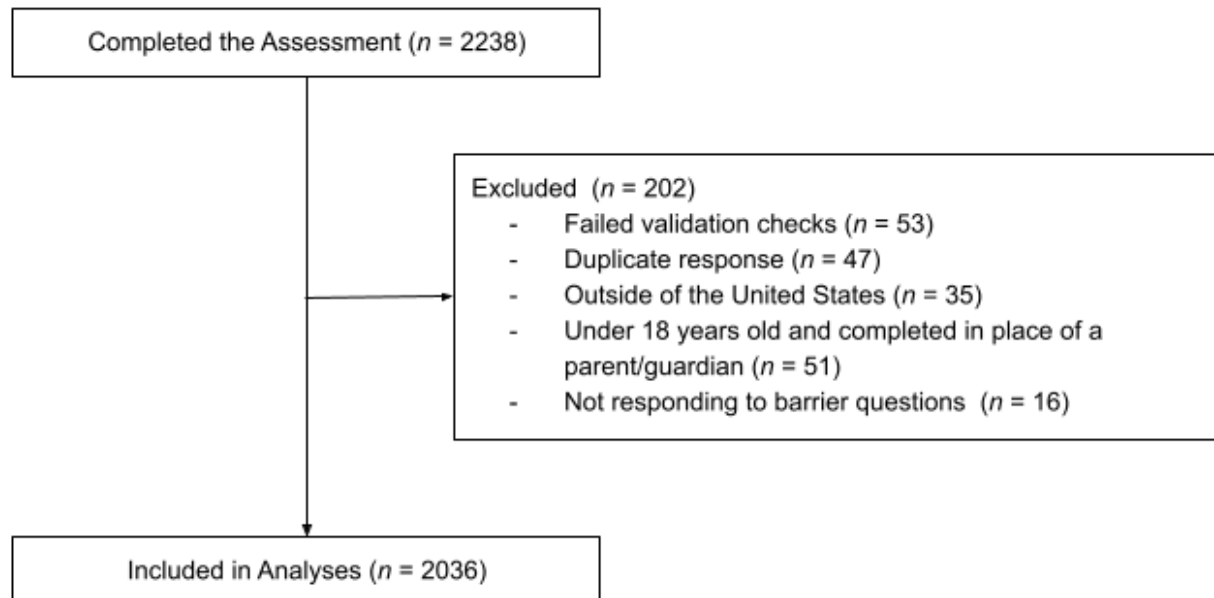 Completed the Assessment (n = 2238)
Excluded (n = 202)
- Failed validation checks (n = 53)
- Duplicate response (n = 47)
- Outside of the United States (n = 35)
- Under 18 years old and completed in place of a
parent/guardian (n = 51)
- Not responding to barrier questions (n = 16)
Included in Analyses (n = 2036)